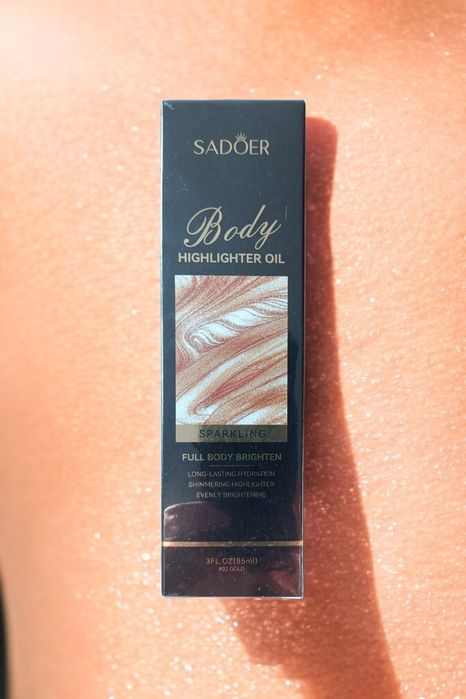 SADOER
Body
HIGHLIGHTER OIL
SPARKLING
FULL BODY BRIGHTEN
LONG-LASTING HYDRATION
SHIMMERING HIGHLIGHTER
EVENLY BRIGHTENING
3FL.OZ(85ml)
#02 GOLD